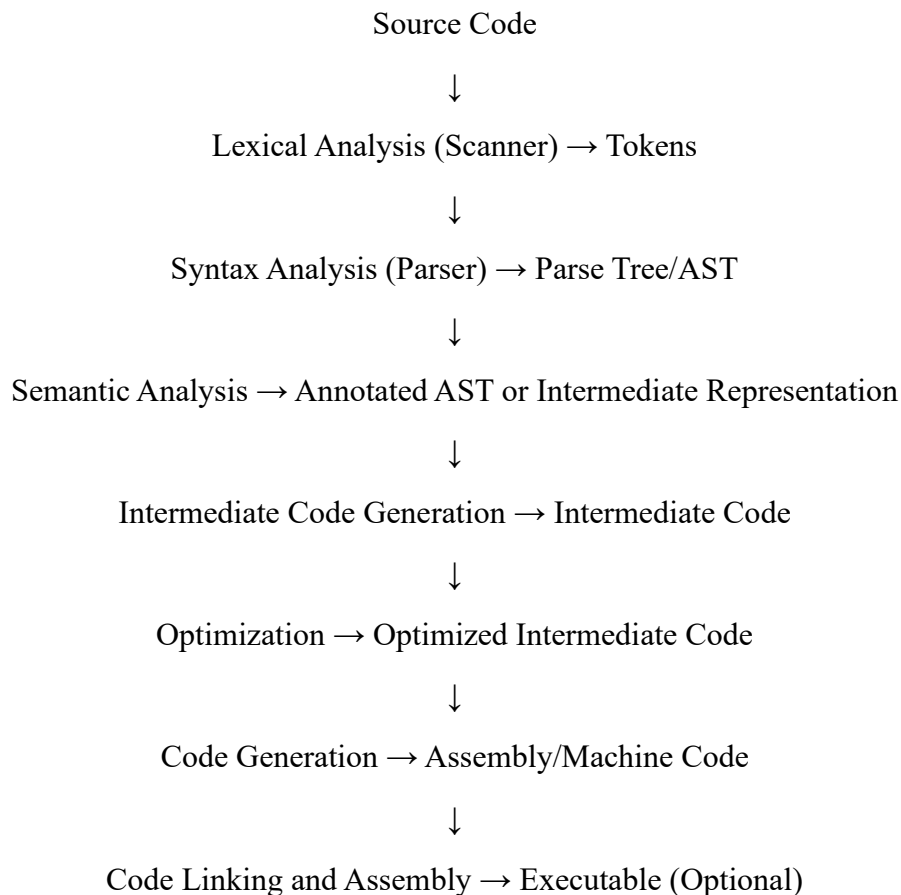 Source Code
↓
Lexical Analysis (Scanner) → Tokens
↓
Syntax Analysis (Parser) → Parse Tree/AST
↓
Semantic Analysis → Annotated AST or Intermediate Representation
↓
Intermediate Code Generation → Intermediate Code
↓
Optimization → Optimized Intermediate Code
↓
Code Generation → Assembly/Machine Code
↓
Code Linking and Assembly → Executable (Optional)